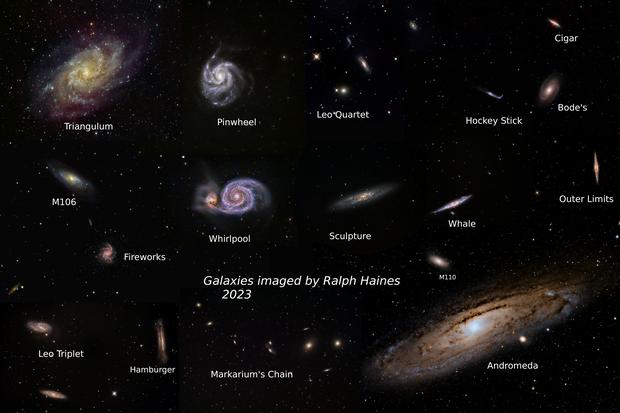 Cigar
Triangulum
Pinwheel
Leo Quartet
Hockey Stick
Bode's
M106
Fireworks
Whirlpool
Sculpture
Whale
Outer Limits
M110
Galaxies imaged by Ralph Haines
2023
Leo Triplet
Hamburger
Markarium's Chain
Andromeda